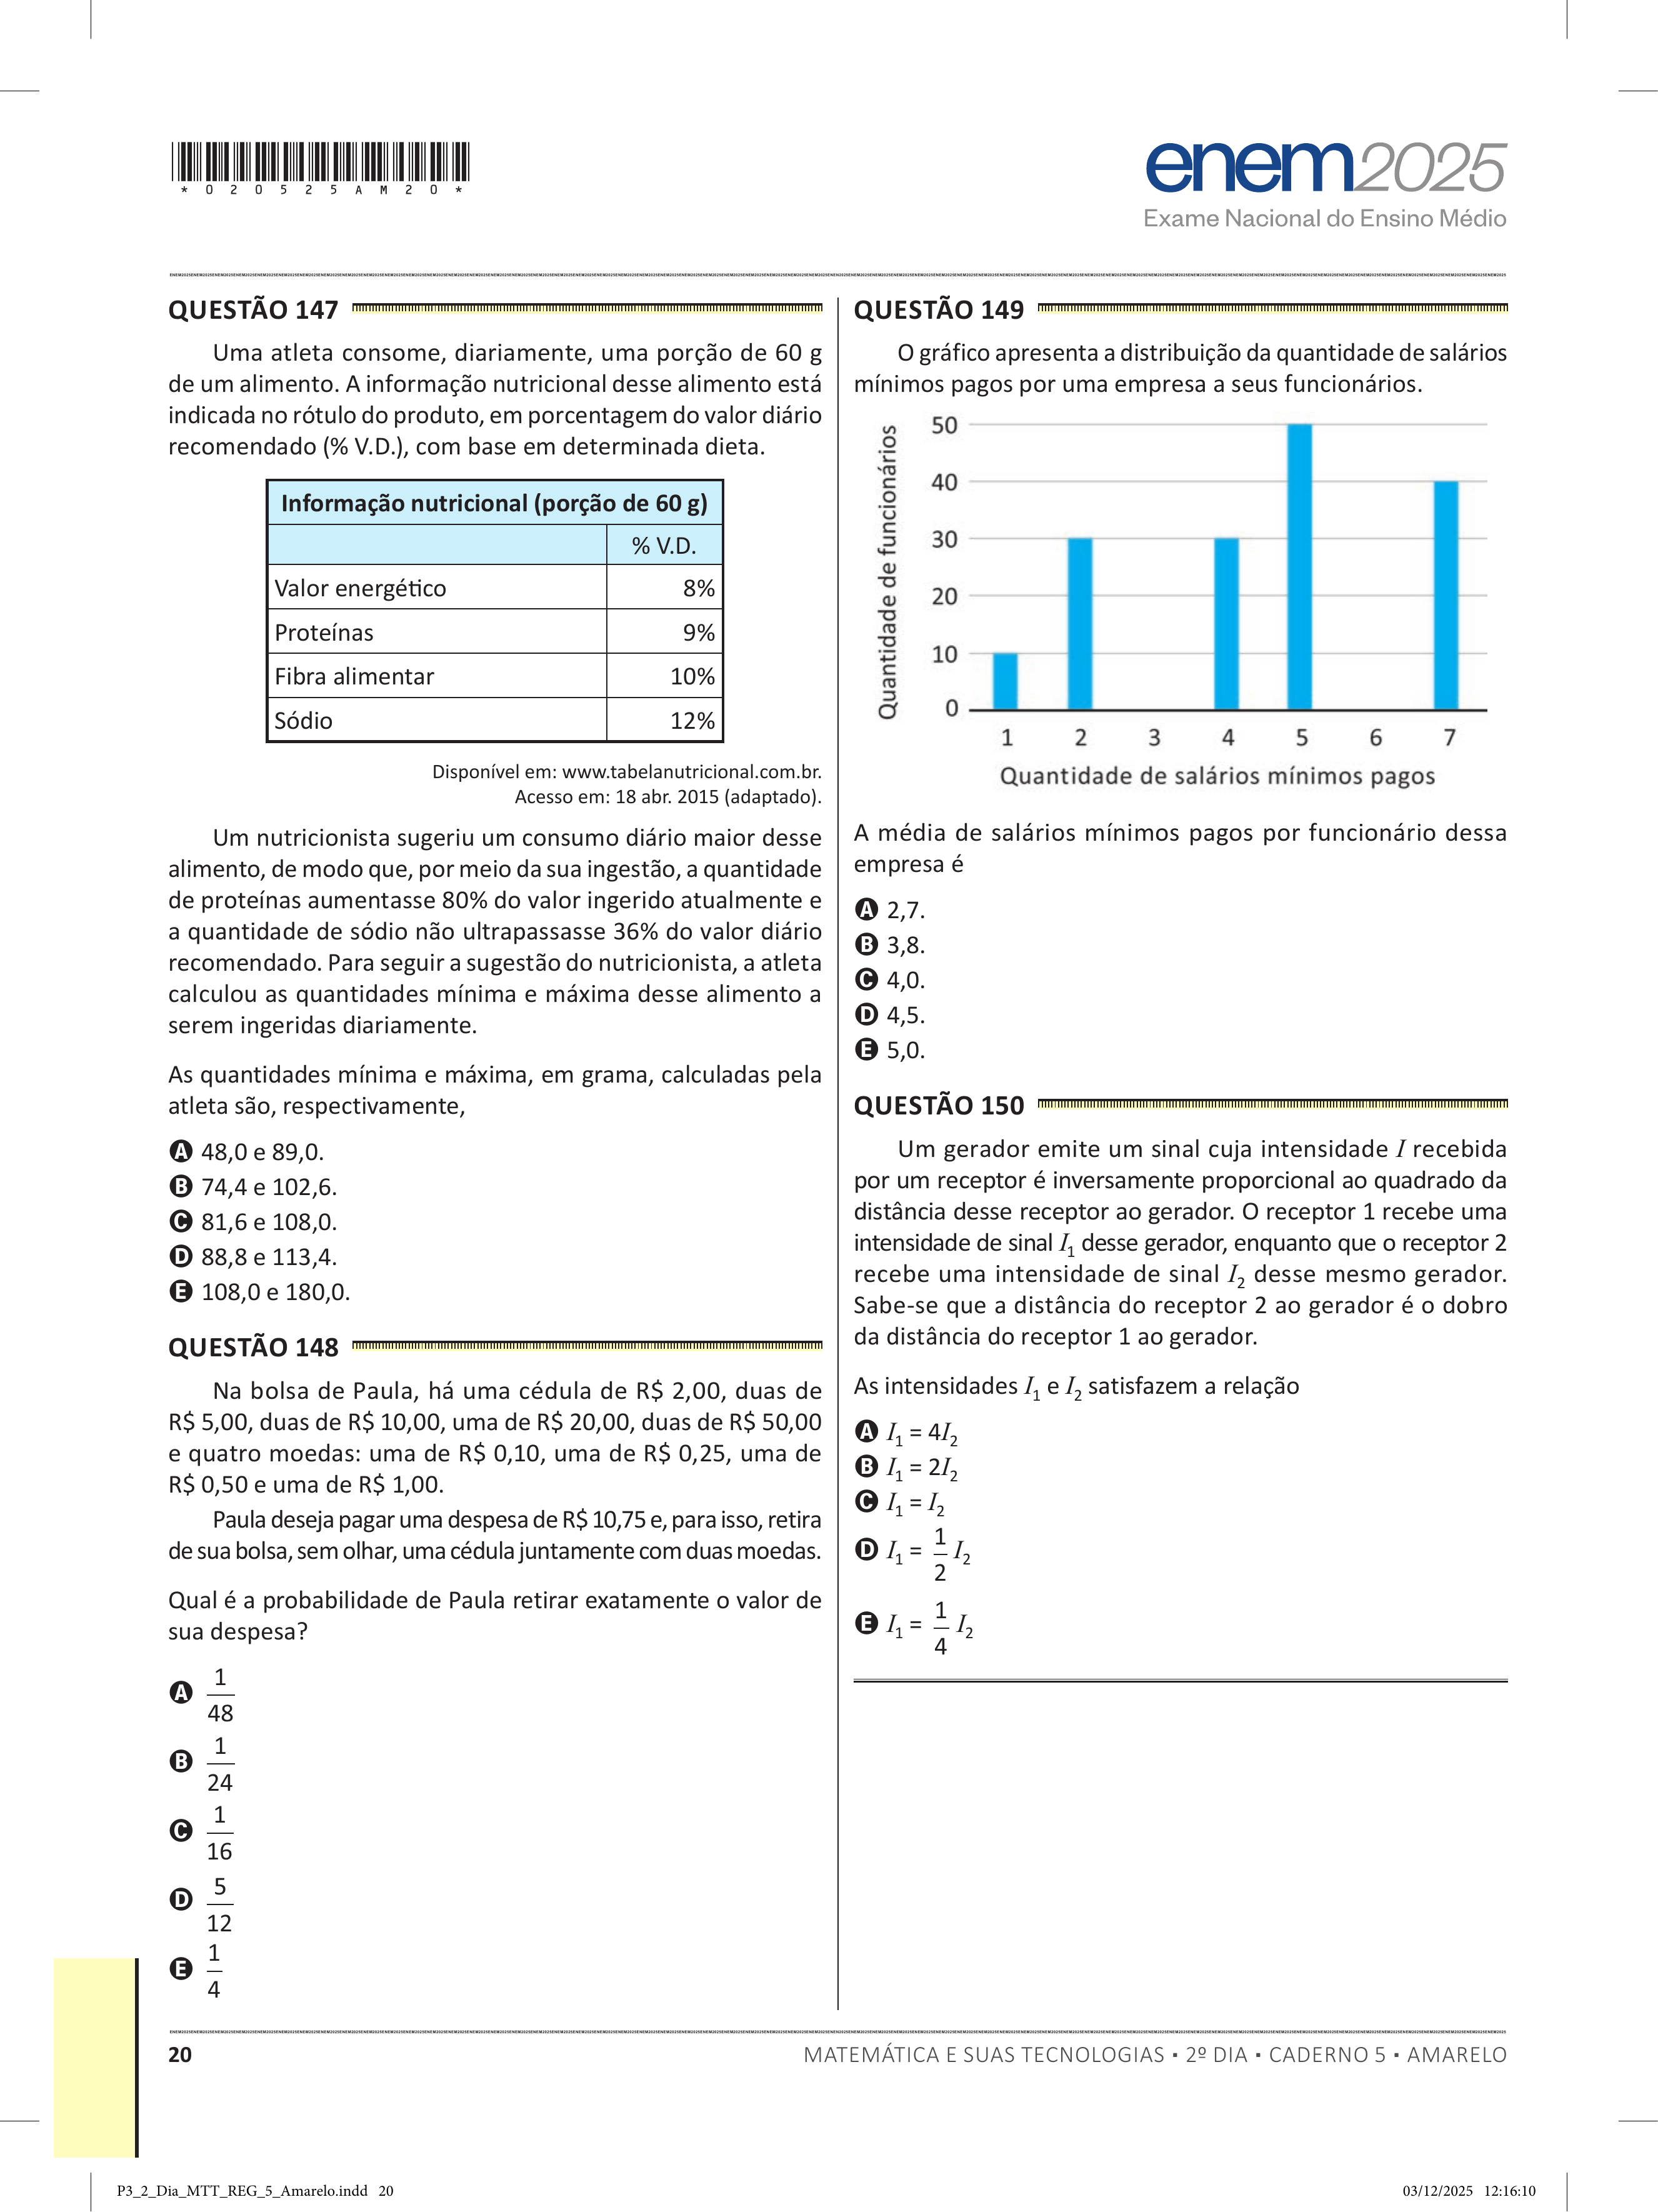 *020525AM20*
enem2025
Exame Nacional do Ensino Médio
QUESTÃO 147
Uma atleta consome, diariamente, uma porção de 60 g
de um alimento. A informação nutricional desse alimento está
indicada no rótulo do produto, em porcentagem do valor diário
recomendado (% V.D.), com base em determinada dieta.
Informação nutricional (porção de 60 g)
% V.D.
Valor energético 8%
Proteínas 9%
Fibra alimentar 10%
Sódio 12%
Disponível em: www.tabelanutricional.com.br.
Acesso em: 18 abr. 2015 (adaptado).
Um nutricionista sugeriu um consumo diário maior desse
alimento, de modo que, por meio da sua ingestão, a quantidade
de proteínas aumentasse 80% do valor ingerido atualmente e
a quantidade de sódio não ultrapassasse 36% do valor diário
recomendado. Para seguir a sugestão do nutricionista, a atleta
calculou as quantidades mínima e máxima desse alimento a
serem ingeridas diariamente.
As quantidades mínima e máxima, em grama, calculadas pela
atleta são, respectivamente,
A 48,0 e 89,0.
B 74,4 e 102,6.
C 81,6 e 108,0.
D 88,8 e 113,4.
E 108,0 e 180,0.
QUESTÃO 148
Na bolsa de Paula, há uma cédula de R$ 2,00, duas de
R$ 5,00, duas de R$ 10,00, uma de R$ 20,00, duas de R$ 50,00
e quatro moedas: uma de R$ 0,10, uma de R$ 0,25, uma de
R$ 0,50 e uma de R$ 1,00.
Paula deseja pagar uma despesa de R$ 10,75 e, para isso, retira
de sua bolsa, sem olhar, uma cédula juntamente com duas moedas.
Qual é a probabilidade de Paula retirar exatamente o valor de
sua despesa?
A 1/48
B 1/24
C 1/16
D 5/12
E 1/4
QUESTÃO 149
O gráfico apresenta a distribuição da quantidade de salários
mínimos pagos por uma empresa a seus funcionários.
Quantidade de funcionários
50
40
30
20
10
0
1 2 3 4 5 6 7
Quantidade de salários mínimos pagos
A média de salários mínimos pagos por funcionário dessa
empresa é
A 2,7.
B 3,8.
C 4,0.
D 4,5.
E 5,0.
QUESTÃO 150
Um gerador emite um sinal cuja intensidade I recebida
por um receptor é inversamente proporcional ao quadrado da
distância desse receptor ao gerador. O receptor 1 recebe uma
intensidade de sinal I₁ desse gerador, enquanto que o receptor 2
recebe uma intensidade de sinal I₂ desse mesmo gerador.
Sabe-se que a distância do receptor 2 ao gerador é o dobro
da distância do receptor 1 ao gerador.
As intensidades I₁ e I₂ satisfazem a relação
A I₁ = 4I₂
B I₁ = 2I₂
C I₁ = I₂
D I₁ = 1/2 I₂
E I₁ = 1/4 I₂
20
MATEMÁTICA E SUAS TECNOLOGIAS ▪ 2º DIA ▪ CADERNO 5 ▪ AMARELO
P3_2_Dia_MTT_REG_5_Amarelo.indd 20
03/12/2025 12:16:10